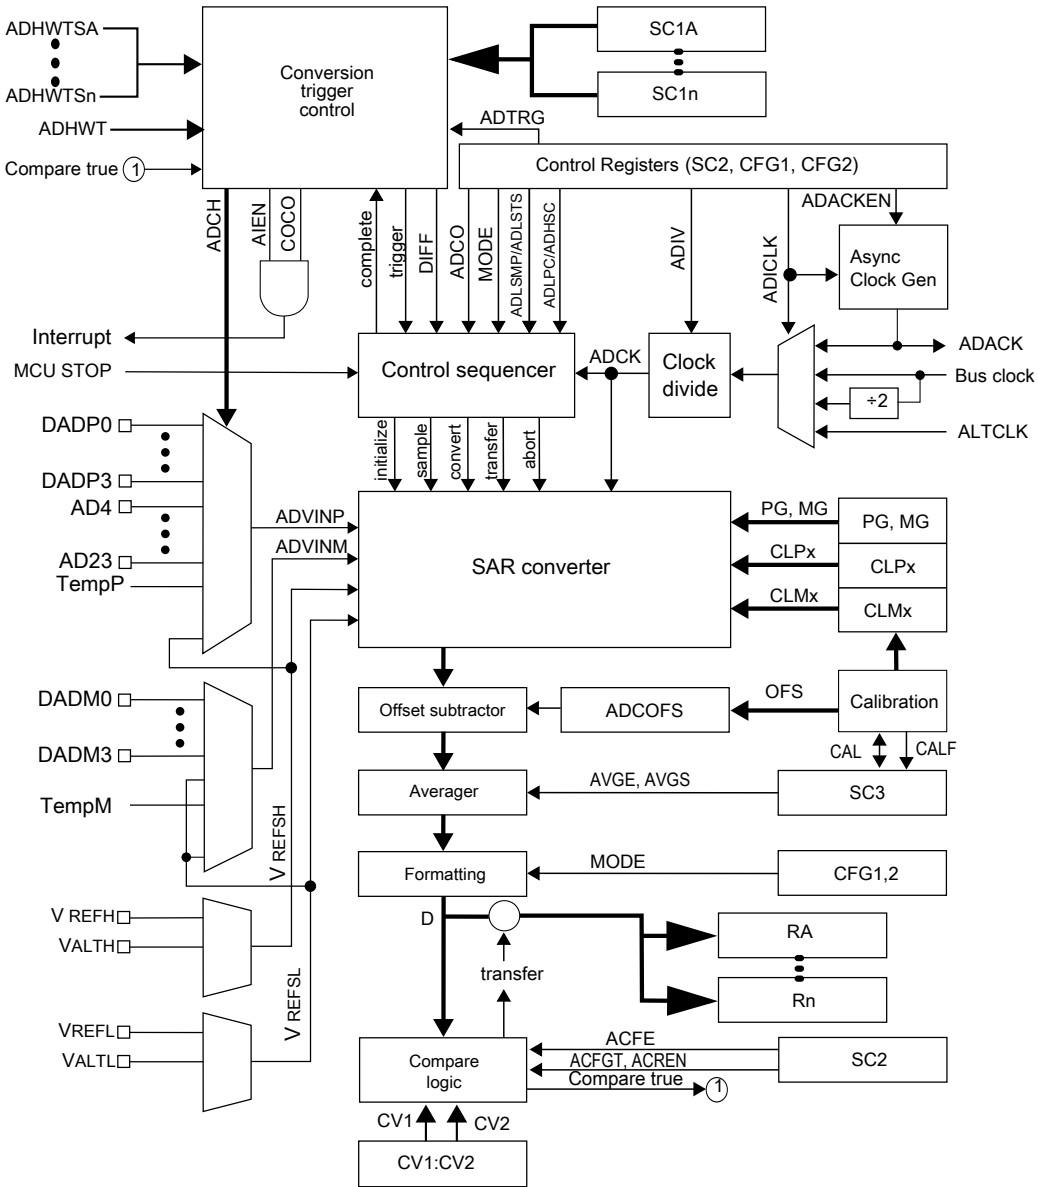 ADHWTSA
ADHWTSn
ADHWT
Compare true 1
Conversion
trigger
control
SC1A
SC1n
ADTRG
Control Registers (SC2, CFG1, CFG2)
ADCH
AIEN
COCO
complete
trigger
DIFF
ADCO
MODE
ADLSMP/ADLSTS
ADLPC/ADHSC
ADIV
ADICLK
ADACKEN
Async
Clock Gen
Interrupt
MCU STOP
Control sequencer
ADCK
Clock
divide
ADACK
Bus clock
÷2
ALTCLK
DADP0
DADP3
AD4
AD23
TempP
initialize
sample
convert
transfer
abort
ADVINP
ADVINM
SAR converter
PG, MG
PG, MG
CLPx
CLPx
CLMx
CLMx
DADM0
DADM3
TempM
Offset subtractor
ADCOFS
OFS
Calibration
CAL
CALF
Averager
AVGE, AVGS
SC3
V REFSH
Formatting
MODE
CFG1,2
V REFH
VALTH
D
transfer
RA
Rn
V REFSL
VREFL
VALTL
Compare
logic
ACFE
ACFGT, ACREN
Compare true
1
SC2
CV1
CV2
CV1:CV2